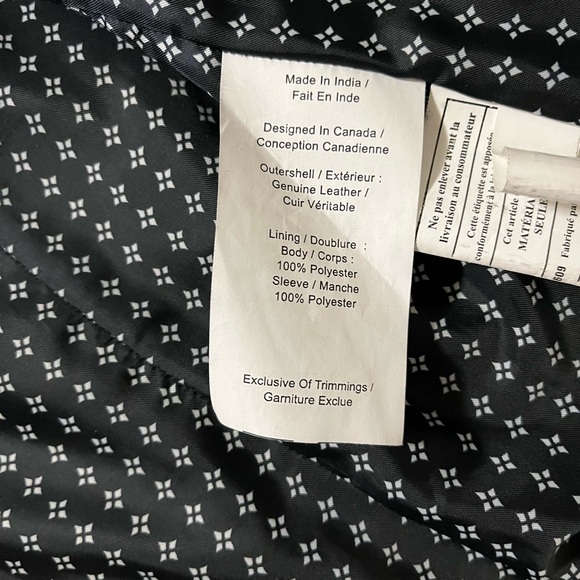 Made In India /
Fait En Inde
Designed In Canada /
Conception Canadienne
Outershell / Extérieur :
Genuine Leather /
Cuir Véritable
Lining / Doublure :
Body / Corps :
100% Polyester
Sleeve / Manche
100% Polyester
Exclusive Of Trimmings /
Garniture Exclue
Ne pas enlever avant la
livraison au consommateur
Cette étiquette est apposée
conformément à la
Cet article
MATÉRIA
SEULE
Fabriqué pa